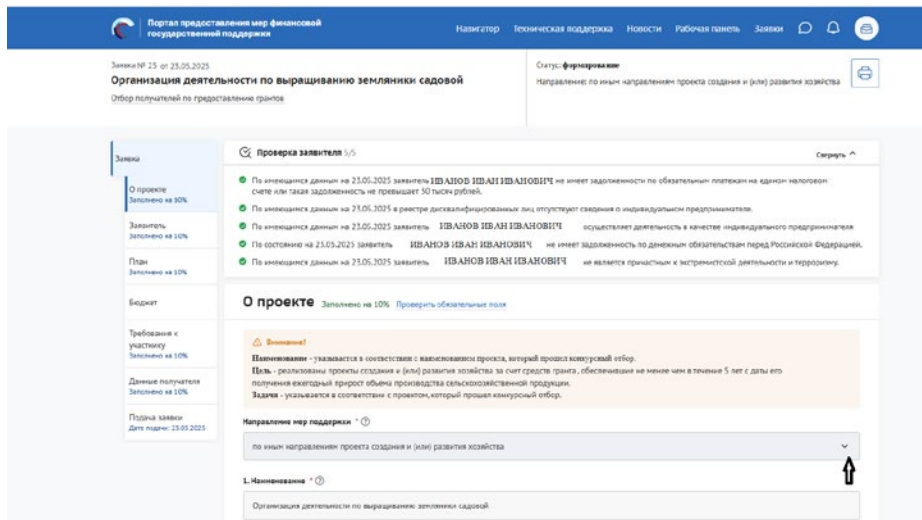 Портал предоставления мер финансовой
государственной поддержки
Навигатор Техническая поддержка Новости Рабочая панель Заявки
Заявка № 25 от 23.05.2025
Организация деятельности по выращиванию земляники садовой
Отбор получателей по предоставлению грантов
Статус: формирование
Направление: по иным направлениям проекта создания и (или) развития хозяйства
Заявка
О проекте
Заполнено на 10%
Заявитель
Заполнено на 10%
План
Заполнено на 10%
Бюджет
Требования к
участнику
Заполнено на 10%
Данные получателя
Заполнено на 10%
Подача заявки
Дата подачи: 23.05.2025
Проверка заявителя 5/5
Свернуть
По имеющимся данным на 23.05.2025 заявитель ИВАНОВ ИВАН ИВАНОВИЧ не имеет задолженности по обязательным платежам на едином налоговом
счете или такая задолженность не превышает 30 тысяч рублей.
По имеющимся данным на 23.05.2025 в реестре дисквалифицированных лиц отсутствуют сведения о индивидуальном предпринимателе.
По имеющимся данным на 23.05.2025 заявитель ИВАНОВ ИВАН ИВАНОВИЧ осуществляет деятельность в качестве индивидуального предпринимателя
По состоянию на 23.05.2025 заявитель ИВАНОВ ИВАН ИВАНОВИЧ не имеет задолженность по денежным обязательствам перед Российской Федерацией.
По имеющимся данным на 23.05.2025 заявитель ИВАНОВ ИВАН ИВАНОВИЧ не является причастным к экстремистской деятельности и терроризму.
О проекте Заполнено на 10% Проверить обязательные поля
Внимание!
Наименование - указывается в соответствии с наименованием проекта, который прошел конкурсный отбор.
Цель - реализованы проекты создания и (или) развития хозяйства за счет средств гранта, обеспечившие не менее чем в течение 5 лет с даты его
получения ежегодный прирост объема производства сельскохозяйственной продукции.
Задачи - указывается в соответствии с проектом, который прошел конкурсный отбор.
Направление мер поддержки *
по иным направлениям проекта создания и (или) развития хозяйства
1. Наименование *
Организация деятельности по выращиванию земляники садовой